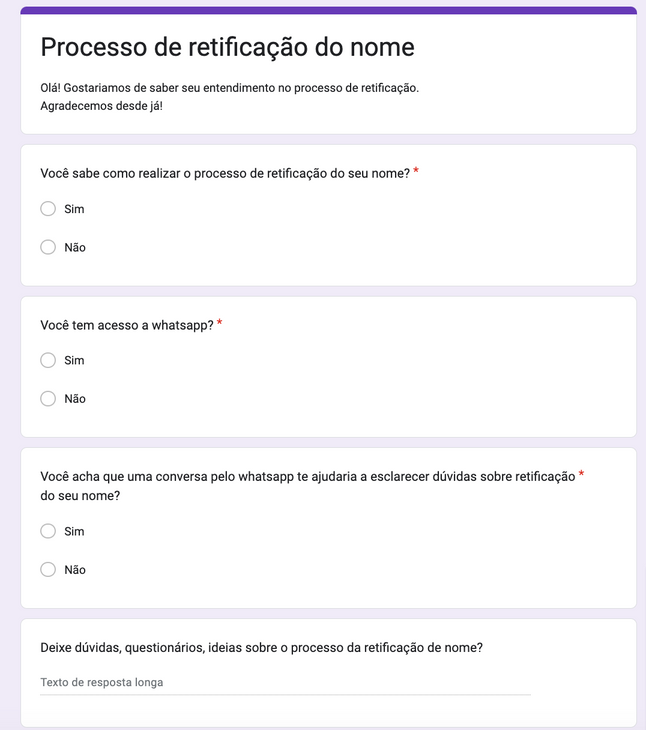 Processo de retificação do nome
Olá! Gostariamos de saber seu entendimento no processo de retificação.
Agradecemos desde já!
Você sabe como realizar o processo de retificação do seu nome? *
Sim
Não
Você tem acesso a whatsapp? *
Sim
Não
Você acha que uma conversa pelo whatsapp te ajudaria a esclarecer dúvidas sobre retificação *
do seu nome?
Sim
Não
Deixe dúvidas, questionários, ideias sobre o processo da retificação de nome?
Texto de resposta longa